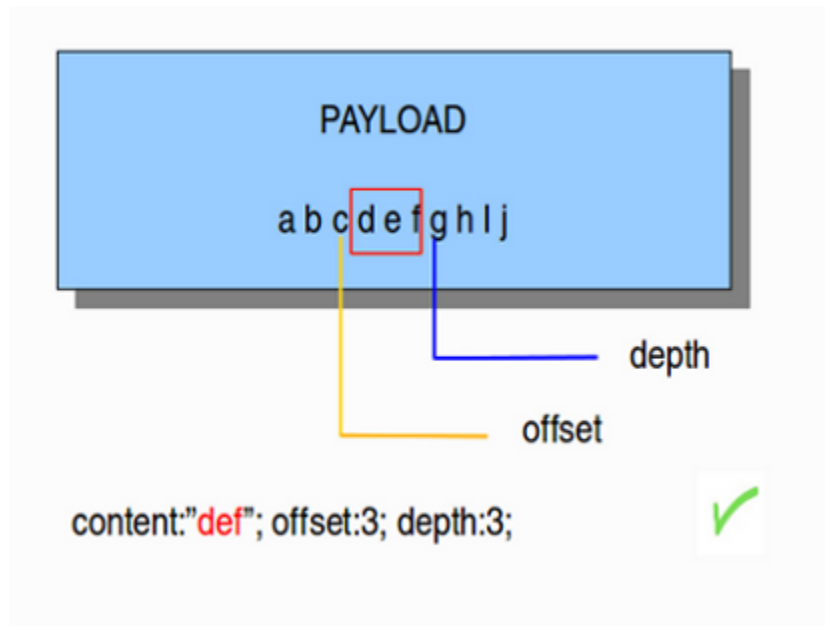 PAYLOAD
a b c d e f g h l j
depth
offset
content:”def”; offset:3; depth:3;